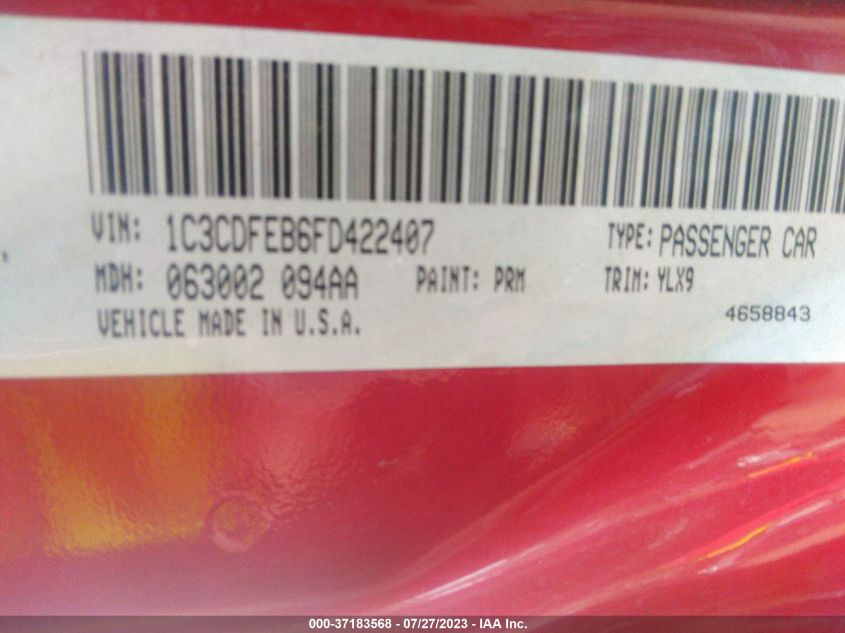 VIN: 1C3CDFEB6FD422407 TYPE: PASSENGER CAR
MDH: 063002 094AA PAINT: PRM TRIM: YLX9
VEHICLE MADE IN U.S.A. 4658843
000-37183568 - 07/27/2023 - IAA Inc.